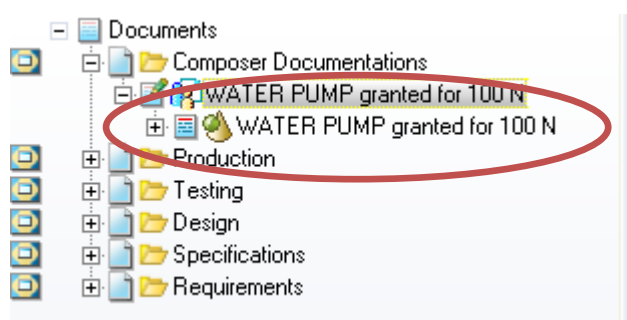 Documents
Composer Documentations
WATER PUMP granted for 100 N
WATER PUMP granted for 100 N
Production
Testing
Design
Specifications
Requirements